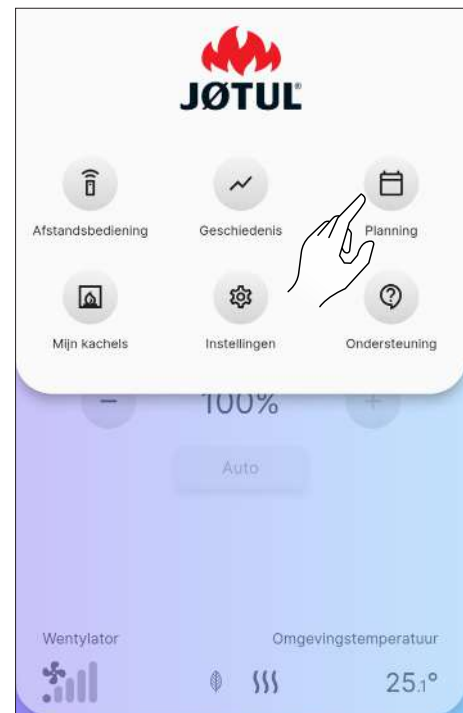 JØTUL®
Afstandsbediening Geschiedenis Planning
Mijn kachels Instellingen Ondersteuning
− 100% +
Auto
Wentylator Omgevingstemperatuur
25.1°